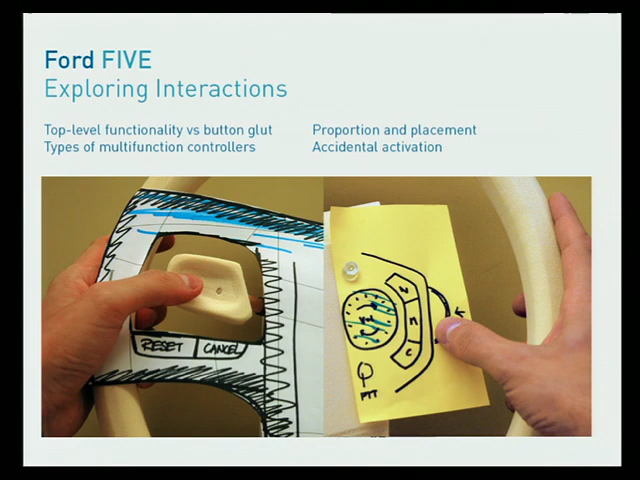 Ford FIVE
Exploring Interactions
Top-level functionality vs button glut
Types of multifunction controllers
Proportion and placement
Accidental activation
RESET
CANCEL